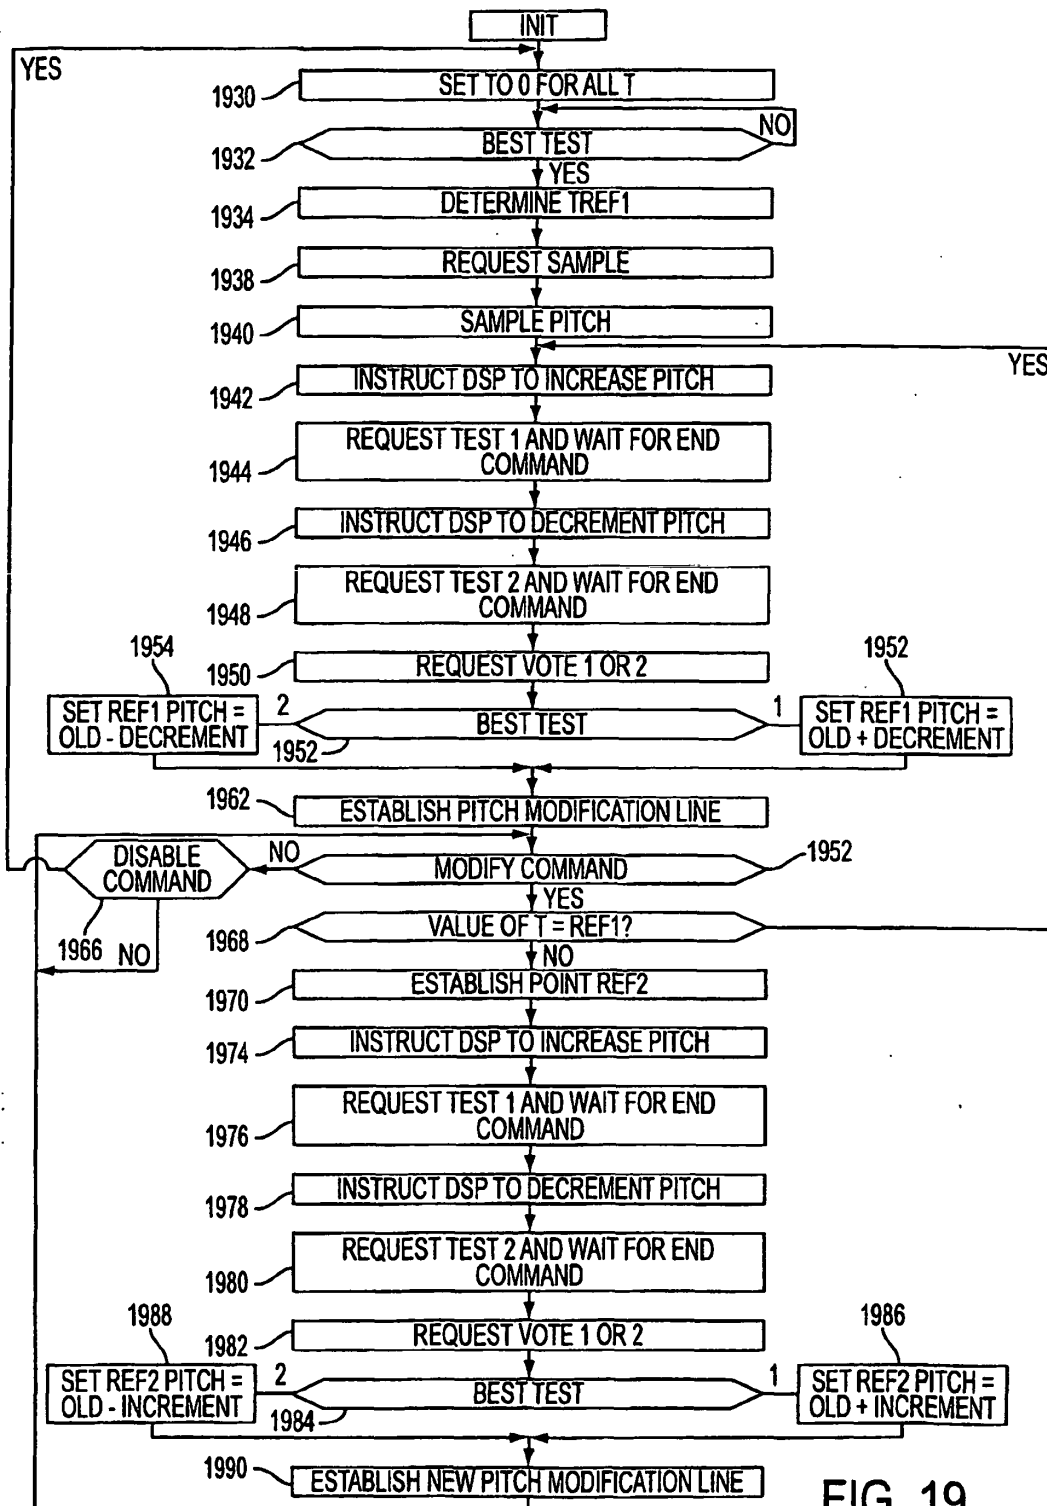 INIT
YES
1930
SET TO 0 FOR ALL T
NO
1932
BEST TEST
YES
1934
DETERMINE TREF1
1938
REQUEST SAMPLE
1940
SAMPLE PITCH
YES
1942
INSTRUCT DSP TO INCREASE PITCH
1944
REQUEST TEST 1 AND WAIT FOR END
COMMAND
1946
INSTRUCT DSP TO DECREMENT PITCH
1948
REQUEST TEST 2 AND WAIT FOR END
COMMAND
1954
1950
REQUEST VOTE 1 OR 2
1952
SET REF1 PITCH =
OLD - DECREMENT
2
BEST TEST
1952
1
SET REF1 PITCH =
OLD + DECREMENT
1962
ESTABLISH PITCH MODIFICATION LINE
DISABLE
COMMAND
NO
MODIFY COMMAND
1952
YES
1966
NO
1968
VALUE OF T = REF1?
NO
1970
ESTABLISH POINT REF2
1974
INSTRUCT DSP TO INCREASE PITCH
1976
REQUEST TEST 1 AND WAIT FOR END
COMMAND
1978
INSTRUCT DSP TO DECREMENT PITCH
1980
REQUEST TEST 2 AND WAIT FOR END
COMMAND
1988
1982
REQUEST VOTE 1 OR 2
1986
SET REF2 PITCH =
OLD - INCREMENT
2
BEST TEST
1984
1
SET REF2 PITCH =
OLD + INCREMENT
1990
ESTABLISH NEW PITCH MODIFICATION LINE
FIG. 19